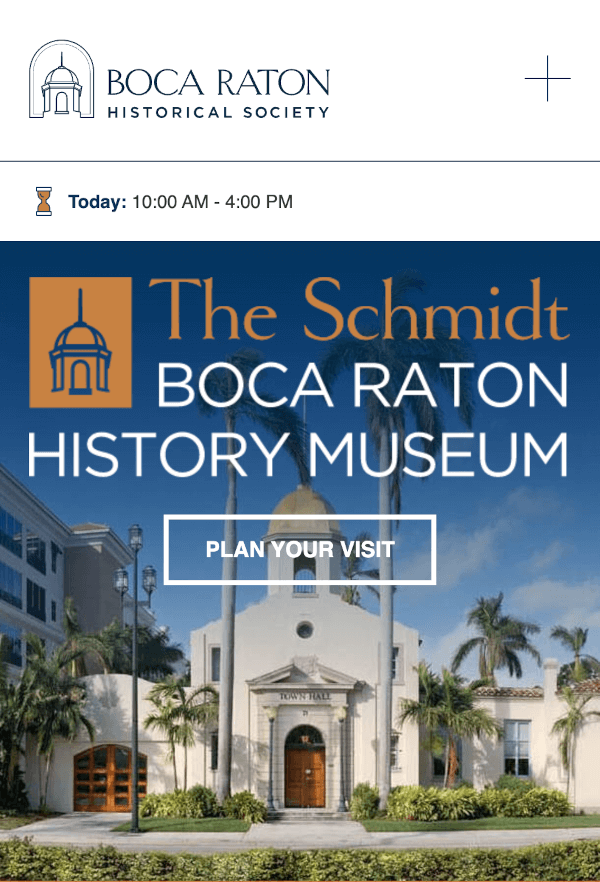 BOCA RATON
HISTORICAL SOCIETY
Today: 10:00 AM - 4:00 PM
The Schmidt
BOCA RATON
HISTORY MUSEUM
PLAN YOUR VISIT
TOWN HALL